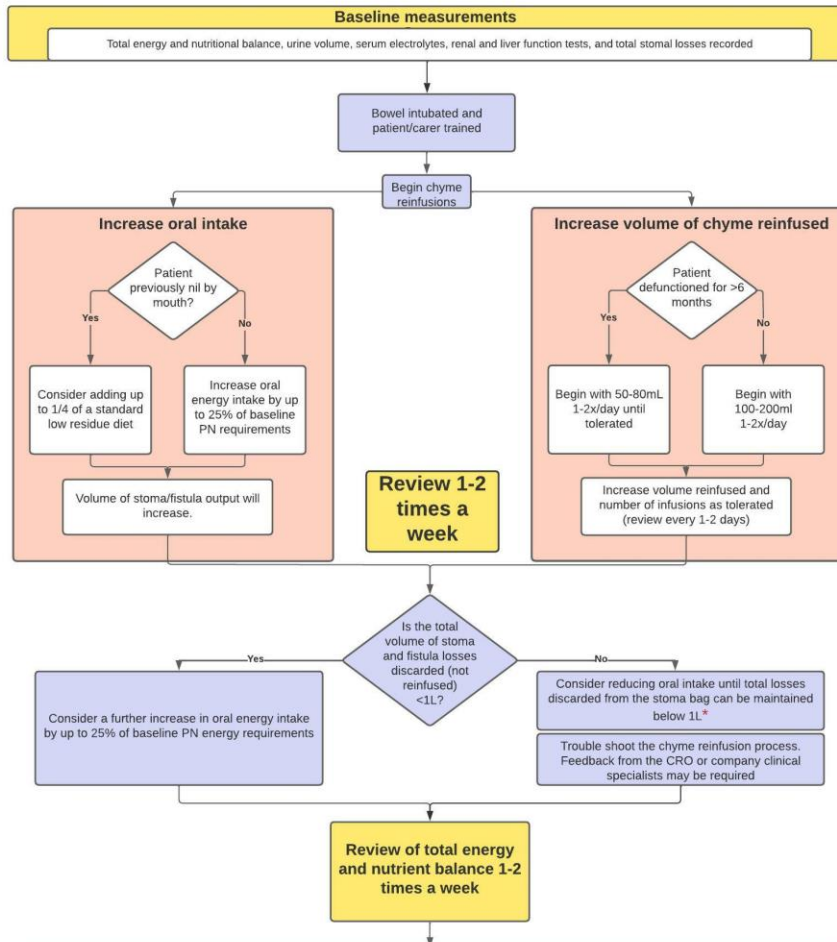 Baseline measurements
Total energy and nutritional balance, urine volume, serum electrolytes, renal and liver function tests, and total stomal losses recorded
Bowel intubated and
patient/carer trained
Begin chyme
reinfusions
Increase oral intake
Patient
previously nil by
mouth?
Yes
No
Consider adding up
to 1/4 of a standard
low residue diet
Increase oral
energy intake by up
to 25% of baseline
PN requirements
Volume of stoma/fistula output will
increase.
Increase volume of chyme reinfused
Patient
defunctioned for >6
months
Yes
No
Begin with 50-80mL
1-2x/day until
tolerated
Begin with
100-200ml
1-2x/day
Increase volume reinfused and
number of infusions as tolerated
(review every 1-2 days)
Review 1-2
times a
week
Is the total
volume of stoma
and fistula losses
discarded (not
reinfused)
<1L?
Yes
No
Consider a further increase in oral energy intake
by up to 25% of baseline PN energy requirements
Consider reducing oral intake until total losses
discarded from the stoma bag can be maintained
below 1L*
Trouble shoot the chyme reinfusion process.
Feedback from the CRO or company clinical
specialists may be required
Review of total energy
and nutrient balance 1-2
times a week